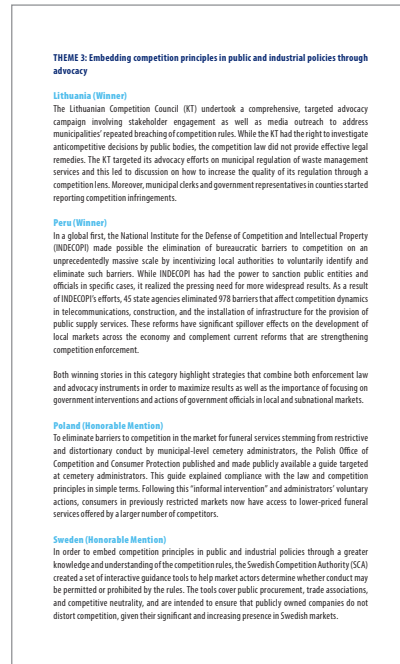 THEME 3: Embedding competition principles in public and industrial policies through
advocacy
Lithuania (Winner)
The Lithuanian Competition Council (KT) undertook a comprehensive, targeted advocacy
campaign involving stakeholder engagement as well as media outreach to address
municipalities' repeated breaching of competition rules. While the KT had the right to investigate
anticompetitive decisions by public bodies, the competition law did not provide effective legal
remedies. The KT targeted its advocacy efforts on municipal regulation of waste management
services and this led to discussion on how to increase the quality of its regulation through a
competition lens. Moreover, municipal clerks and government representatives in counties started
reporting competition infringements.
Peru (Winner)
In a global first, the National Institute for the Defense of Competition and Intellectual Property
(INDECOPI) made possible the elimination of bureaucratic barriers to competition on an
unprecedentedly massive scale by incentivizing local authorities to voluntarily identify and
eliminate such barriers. While INDECOPI has had the power to sanction public entities and
officials in specific cases, it realized the pressing need for more widespread results. As a result
of INDECOPI's efforts, 45 state agencies eliminated 978 barriers that affect competition dynamics
in telecommunications, construction, and the installation of infrastructure for the provision of
public supply services. These reforms have significant spillover effects on the development of
local markets across the economy and complement current reforms that are strengthening
competition enforcement.
Both winning stories in this category highlight strategies that combine both enforcement law
and advocacy instruments in order to maximize results as well as the importance of focusing on
government interventions and actions of government officials in local and subnational markets.
Poland (Honorable Mention)
To eliminate barriers to competition in the market for funeral services stemming from restrictive
and distortionary conduct by municipal-level cemetery administrators, the Polish Office of
Competition and Consumer Protection published and made publicly available a guide targeted
at cemetery administrators. This guide explained compliance with the law and competition
principles in simple terms. Following this "informal intervention" and administrators' voluntary
actions, consumers in previously restricted markets now have access to lower-priced funeral
services offered by a larger number of competitors.
Sweden (Honorable Mention)
In order to embed competition principles in public and industrial policies through a greater
knowledge and understanding of the competition rules, the Swedish Competition Authority (SCA)
created a set of interactive guidance tools to help market actors determine whether conduct may
be permitted or prohibited by the rules. The tools cover public procurement, trade associations,
and competitive neutrality, and are intended to ensure that publicly owned companies do not
distort competition, given their significant and increasing presence in Swedish markets.